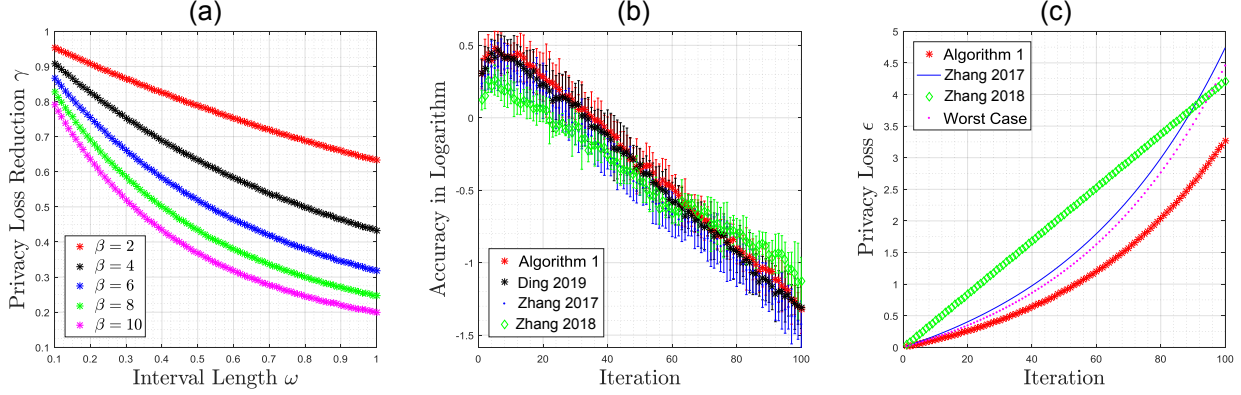 (a)
Privacy Loss Reduction γ
1
0.9
0.8
0.7
0.6
0.5
0.4
0.3
0.2
0.1
β = 2
β = 4
β = 6
β = 8
β = 10
0.1 0.2 0.3 0.4 0.5 0.6 0.7 0.8 0.9 1
Interval Length ω
(b)
Accuracy in Logarithm
0.5
0
-0.5
-1
-1.5
Algorithm 1
Ding 2019
Zhang 2017
Zhang 2018
0 20 40 60 80 100
Iteration
(c)
Privacy Loss ϵ
5
4.5
4
3.5
3
2.5
2
1.5
1
0.5
0
Algorithm 1
Zhang 2017
Zhang 2018
Worst Case
0 20 40 60 80 100
Iteration